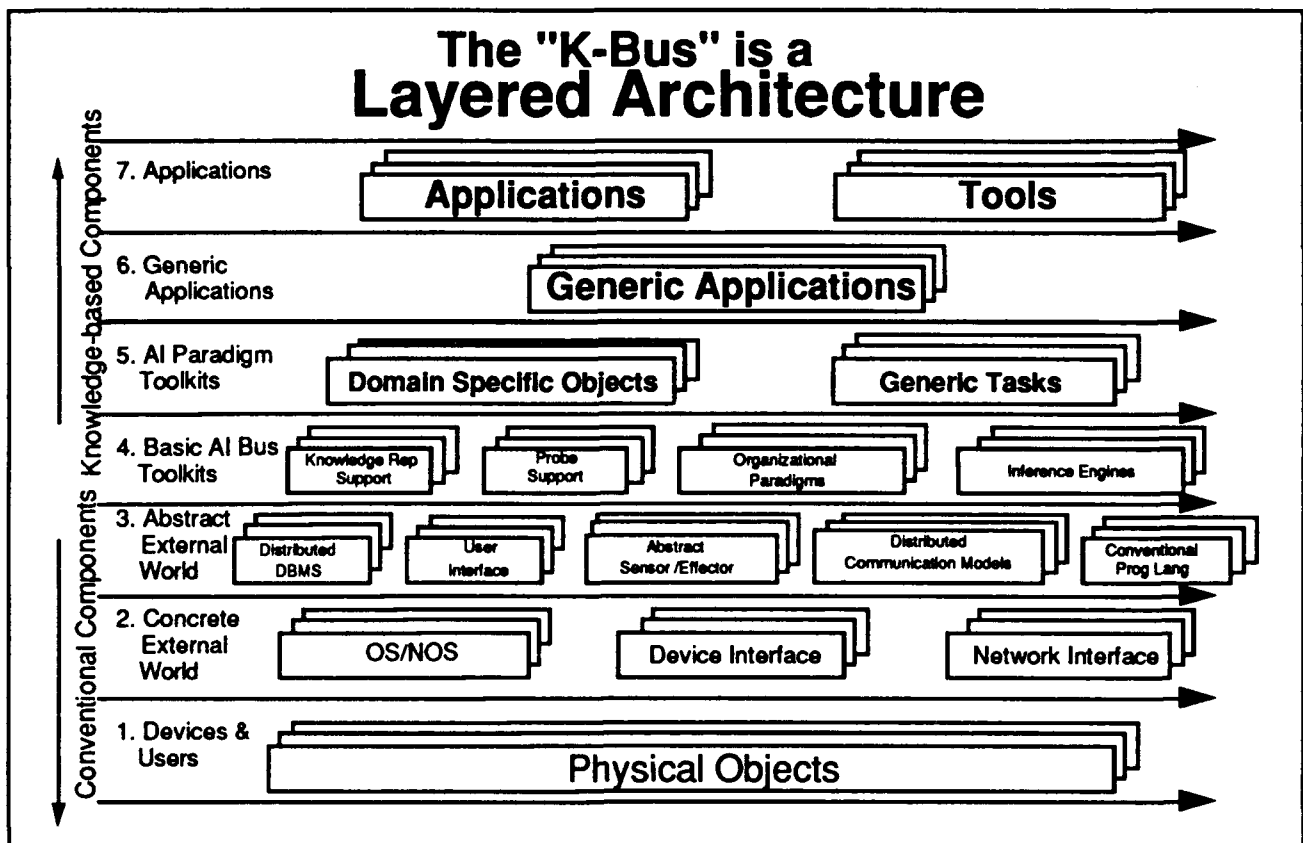 The "K-Bus" is a
Layered Architecture
Knowledge-based Components
Conventional Components
7. Applications
Applications
Tools
6. Generic
Applications
Generic Applications
5. AI Paradigm
Toolkits
Domain Specific Objects
Generic Tasks
4. Basic AI Bus
Toolkits
Knowledge Rep
Support
Probe
Support
Organizational
Paradigms
Inference Engines
3. Abstract
External
World
Distributed
DBMS
User
Interface
Abstract
Sensor /Effector
Distributed
Communication Models
Conventional
Prog Lang
2. Concrete
External
World
OS/NOS
Device Interface
Network Interface
1. Devices &
Users
Physical Objects